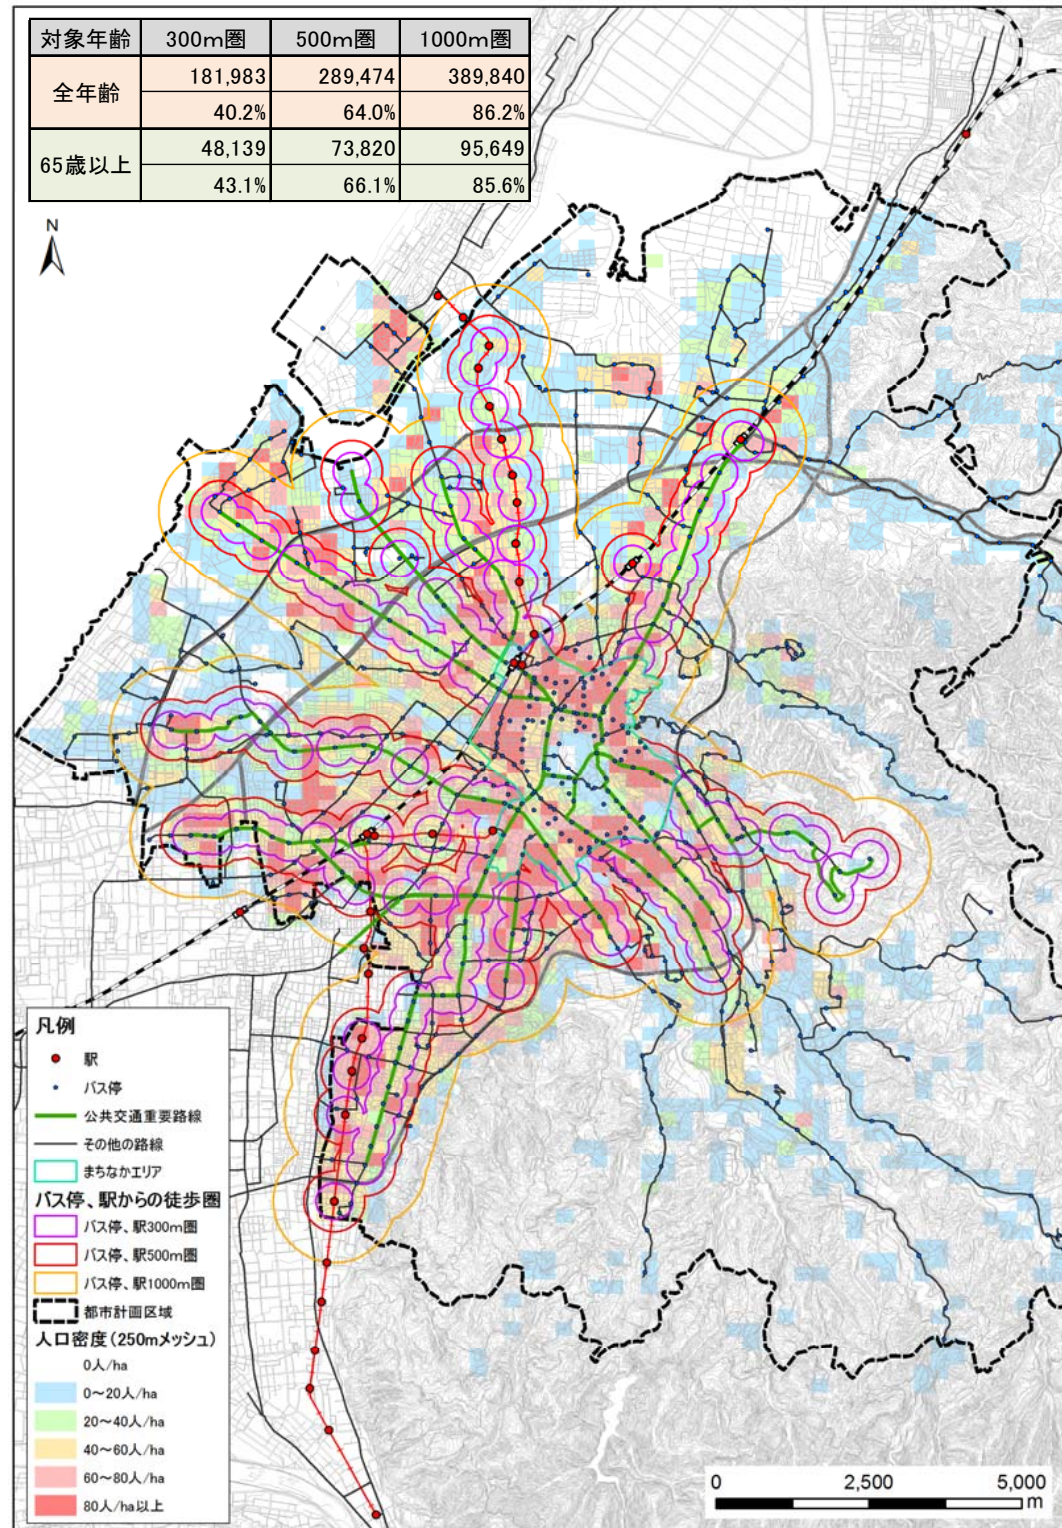 対象年齢 300m圏 500m圏 1000m圏
全年齢 181,983 289,474 389,840
40.2% 64.0% 86.2%
65歳以上 48,139 73,820 95,649
43.1% 66.1% 85.6%
N
凡例
駅
バス停
公共交通重要路線
その他の路線
まちなかエリア
バス停、駅からの徒歩圏
バス停、駅300m圏
バス停、駅500m圏
バス停、駅1000m圏
都市計画区域
人口密度(250mメッシュ)
0人/ha
0~20人/ha
20~40人/ha
40~60人/ha
60~80人/ha
80人/ha以上
0 2,500 5,000
m